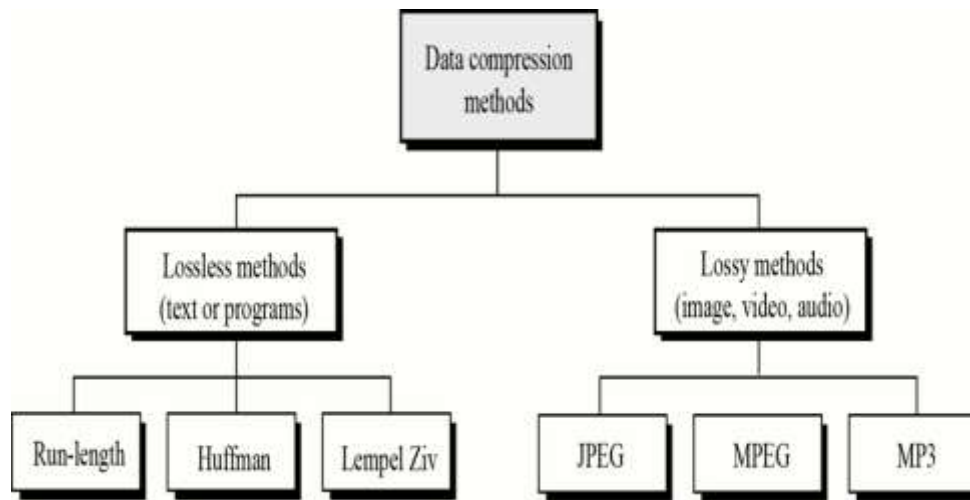 Data compression
methods
Lossless methods
(text or programs)
Lossy methods
(image, video, audio)
Run-length
Huffman
Lempel Ziv
JPEG
MPEG
MP3